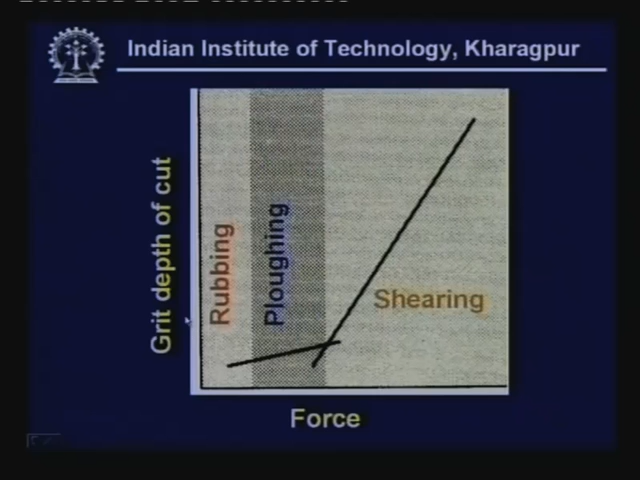 Indian Institute of Technology, Kharagpur
Grit depth of cut
Rubbing
Ploughing
Shearing
Force